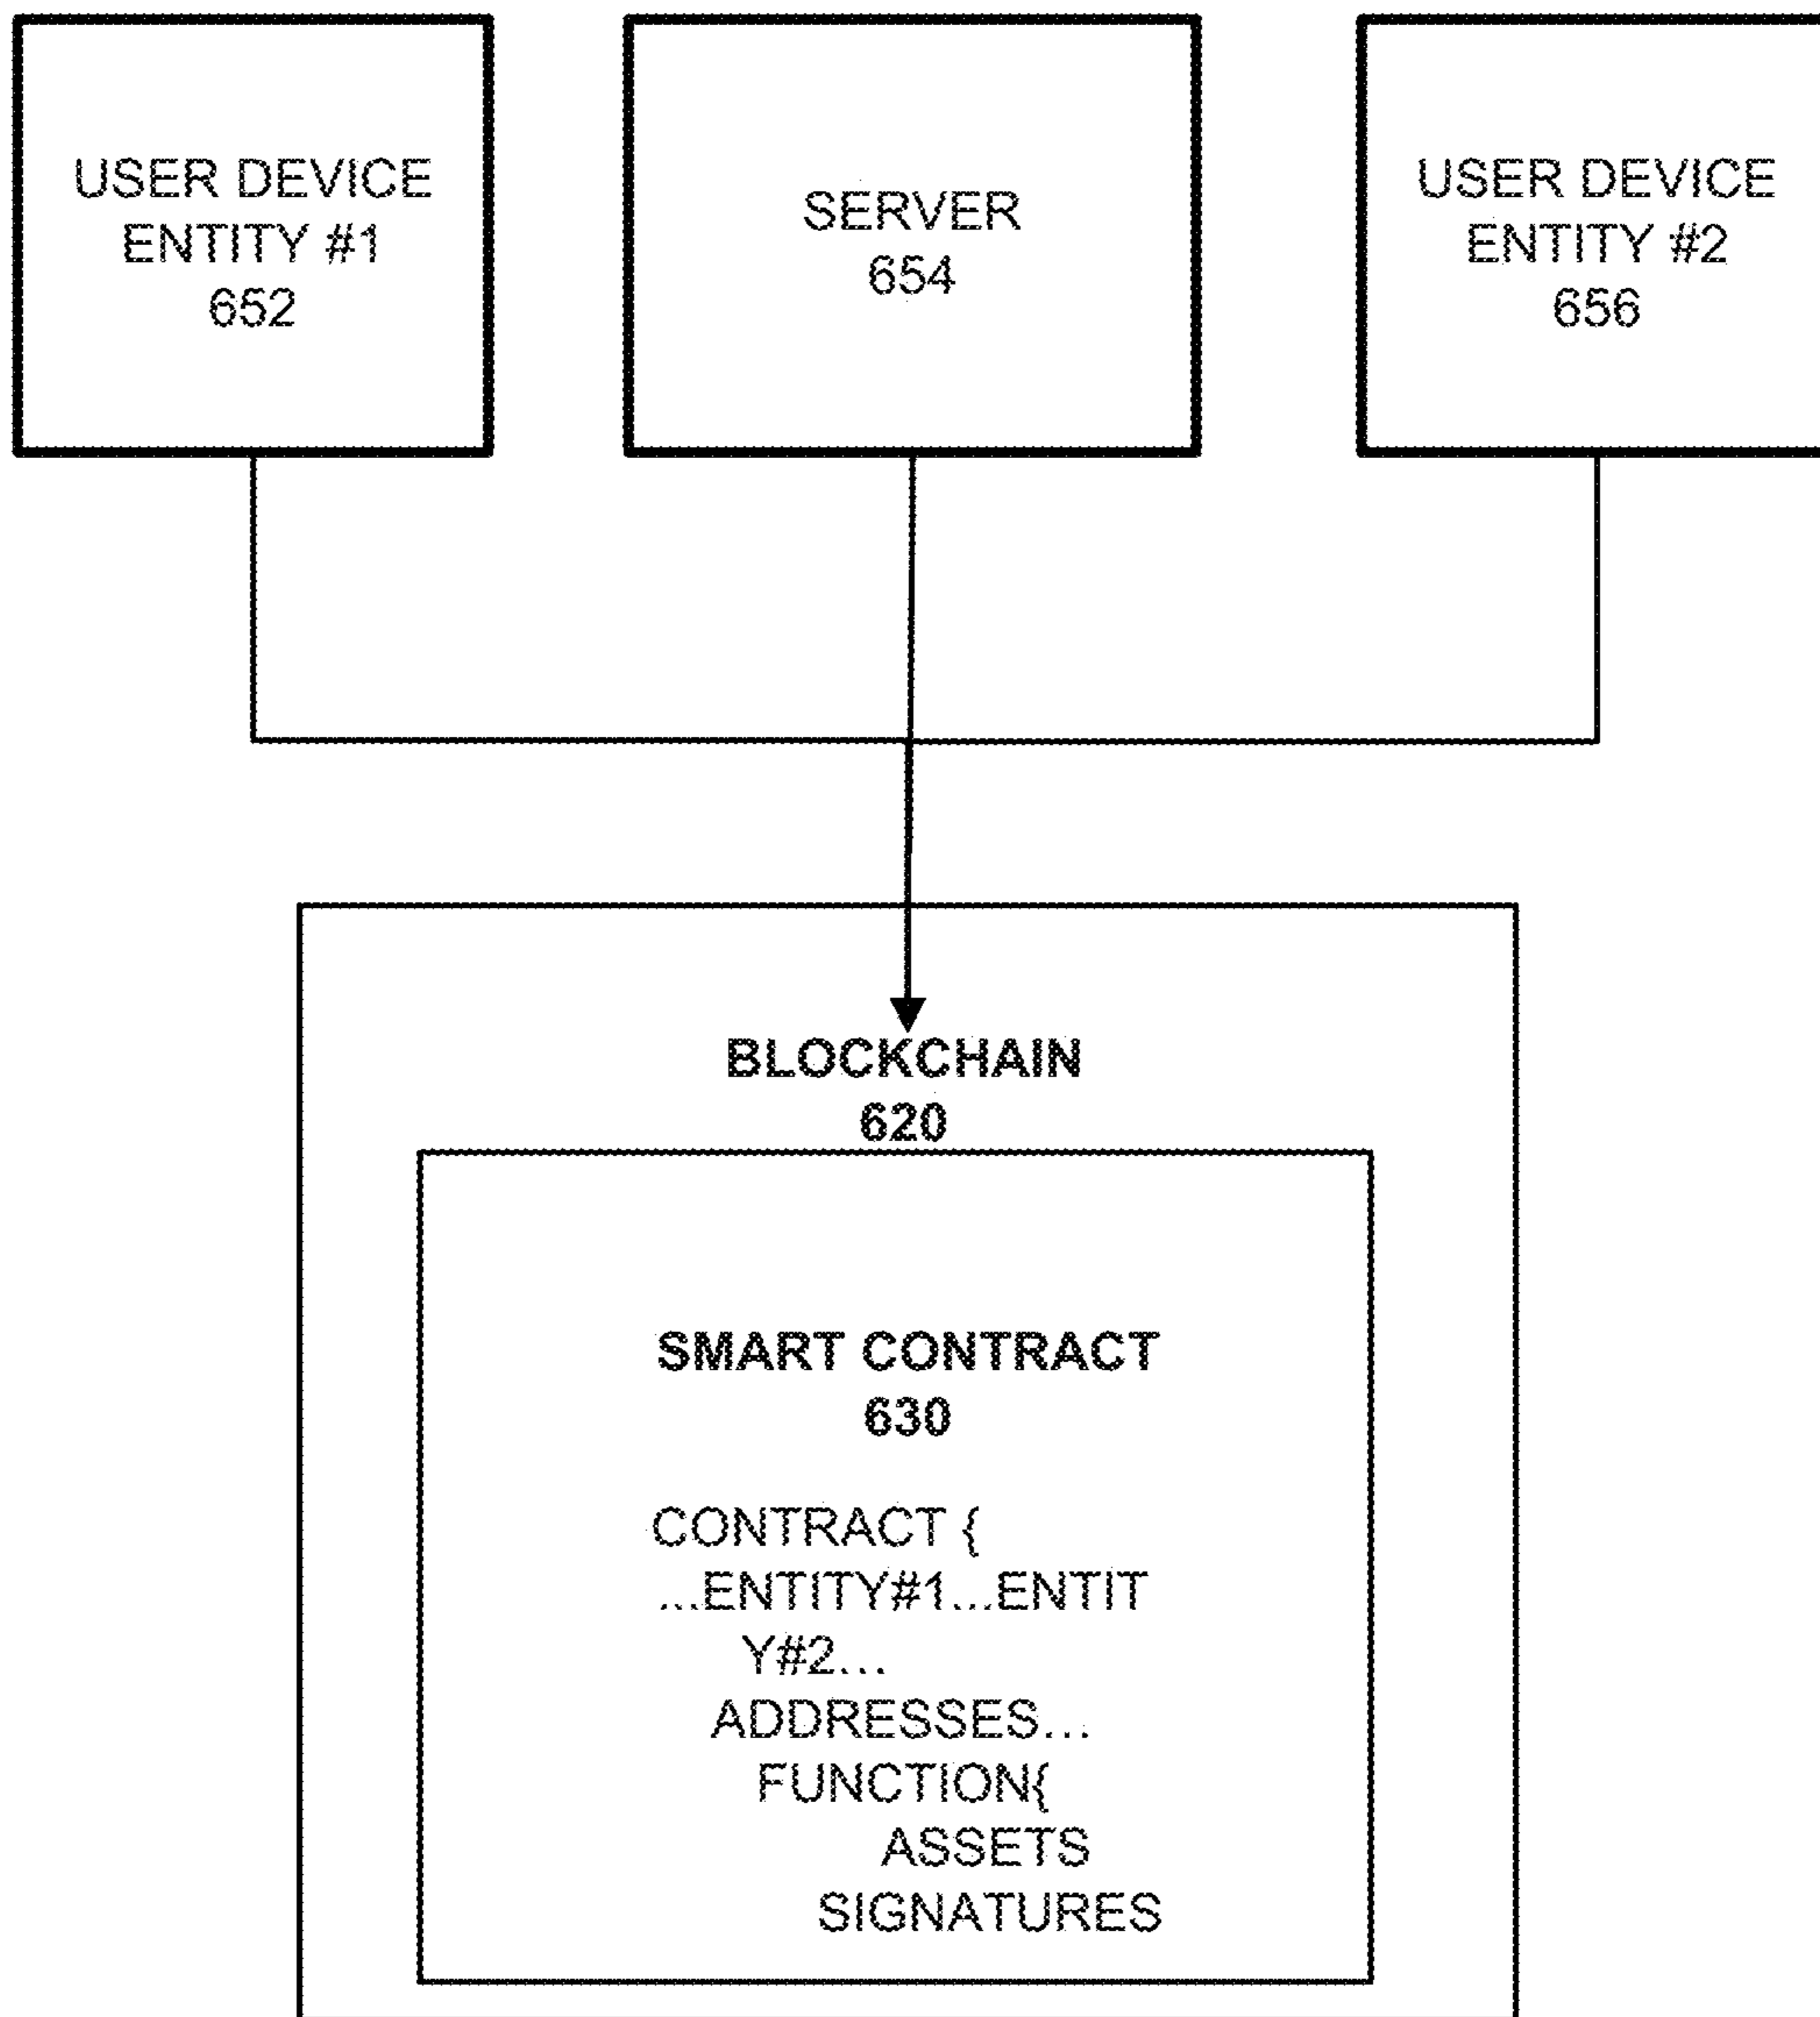 USER DEVICE
ENTITY #1
652
SERVER
654
USER DEVICE
ENTITY #2
656
BLOCKCHAIN
620
SMART CONTRACT
630
CONTRACT {
...ENTITY#1...ENTIT
Y#2...
ADDRESSES...
FUNCTION{
ASSETS
SIGNATURES